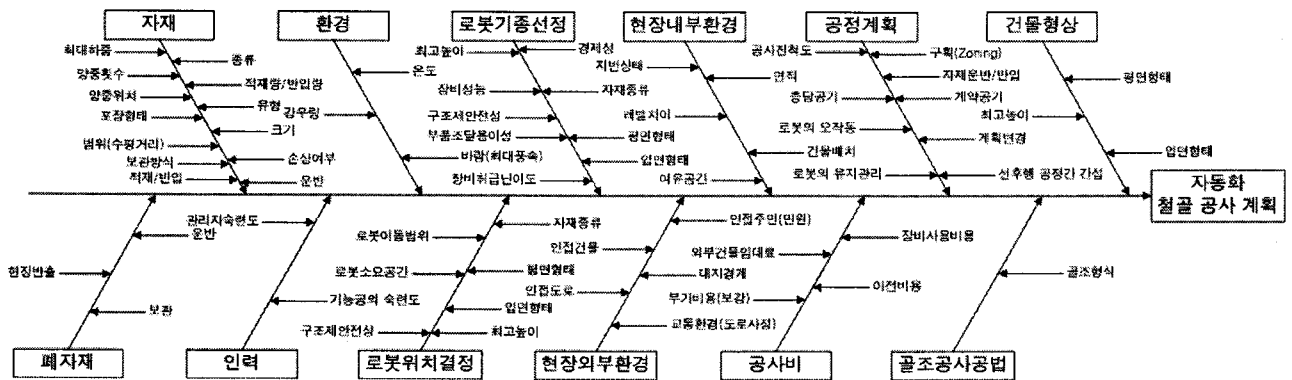 자재
환경
로봇기종선정
현장내부환경
공정계획
건물형상
최대하중
종류
양중횟수
적재량/반입량
양중위치
유형
포장형태
크기
범위(수평거리)
손상여부
보관방식
적재/반입
운반
온도
강우량
바람(최대풍속)
최고높이
경제성
장비성능
자재종류
구조체안전성
부품조달용이성
평면형태
입면형태
장비취급난이도
지반상태
면적
레벨차이
건물배치
여유공간
공사진척도
구획(Zoning)
자재운반/반입
총담공기
계약공기
로봇의 오작동
계획변경
로봇의 유지관리
선후행 공정간 간섭
평면형태
최고높이
입면형태
자동화
철골 공사 계획
운반
현장반출
보관
관리자숙련도
기능공의 숙련도
자재종류
로봇이동범위
로봇소요공간
평면형태
입면형태
구조체안전성
최고높이
인접주민(민원)
인접건물
대지경계
인접도로
교통환경(도로사정)
장비사용비용
외부건물임대료
이전비용
부가비용(보강)
골조형식
폐자재
인력
로봇위치결정
현장외부환경
공사비
골조공사공법